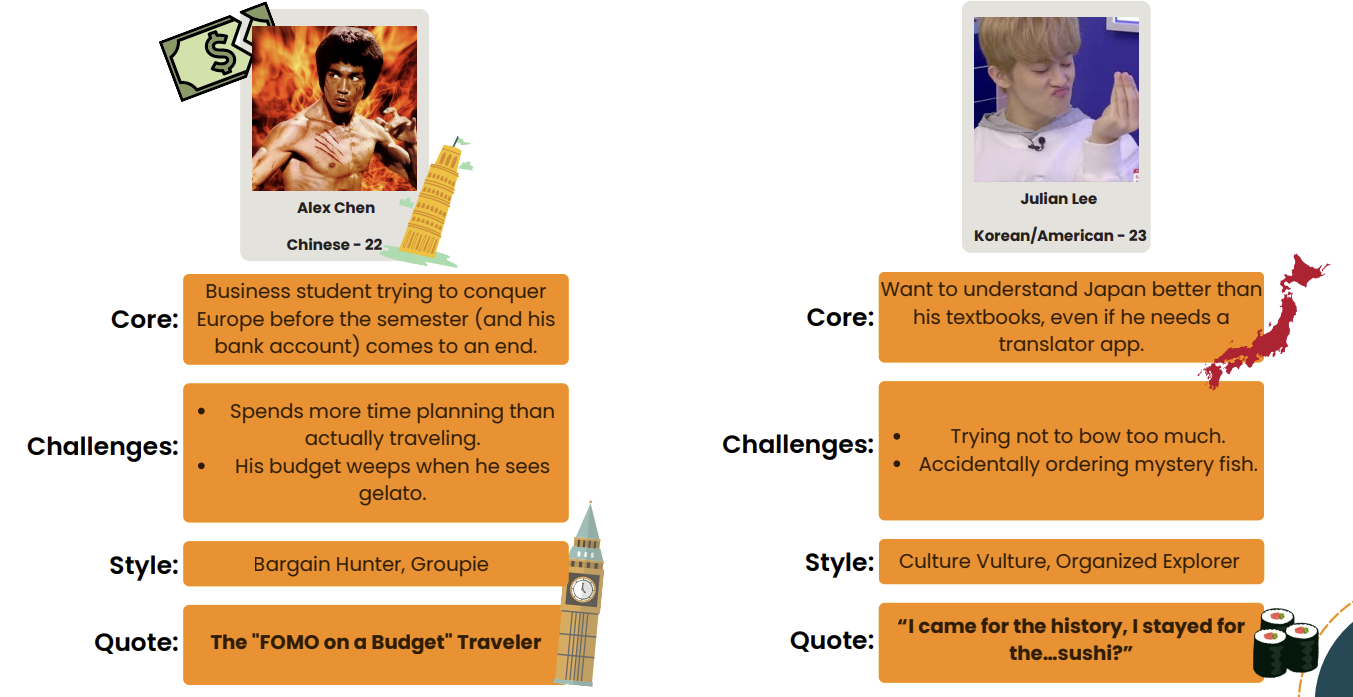 $
Alex Chen
Chinese - 22
Core:
Business student trying to conquer
Europe before the semester (and his
bank account) comes to an end.
Challenges:
• Spends more time planning than
actually traveling.
• His budget weeps when he sees
gelato.
Style:
Bargain Hunter, Groupie
Quote:
The "FOMO on a Budget" Traveler
Julian Lee
Korean/American - 23
Core:
Want to understand Japan better than
his textbooks, even if he needs a
translator app.
Challenges:
• Trying not to bow too much.
• Accidentally ordering mystery fish.
Style:
Culture Vulture, Organized Explorer
Quote:
“I came for the history, I stayed for
the...sushi?”